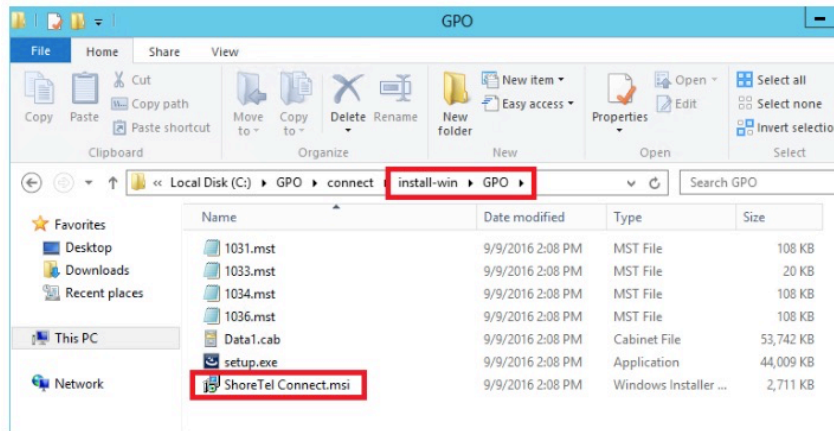 GPO
File Home Share View
Copy Paste Cut Copy path Paste shortcut Move to Copy to Delete Rename New folder New item Easy access Properties Open Edit Select all Select none Invert selectio
Clipboard Organize New Open Select
« Local Disk (C:) GPO connect install-win GPO Search GPO
Favorites
Desktop
Downloads
Recent places
This PC
Network
Name Date modified Type Size
1031.mst 9/9/2016 2:08 PM MST File 108 KB
1033.mst 9/9/2016 2:08 PM MST File 20 KB
1034.mst 9/9/2016 2:08 PM MST File 108 KB
1036.mst 9/9/2016 2:08 PM MST File 108 KB
Data1.cab 9/9/2016 2:08 PM Cabinet File 53,742 KB
setup.exe 9/9/2016 2:08 PM Application 44,009 KB
ShoreTel Connect.msi 9/9/2016 2:08 PM Windows Installer ... 2,711 KB